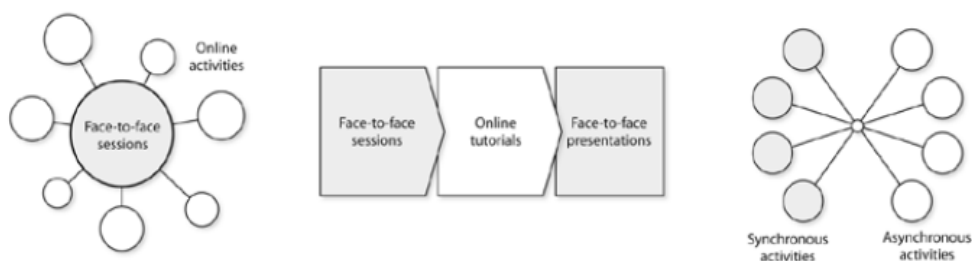 Online
activities
Face-to-face
sessions
Face-to-face
sessions
Online
tutorials
Face-to-face
presentations
Synchronous
activities
Asynchronous
activities